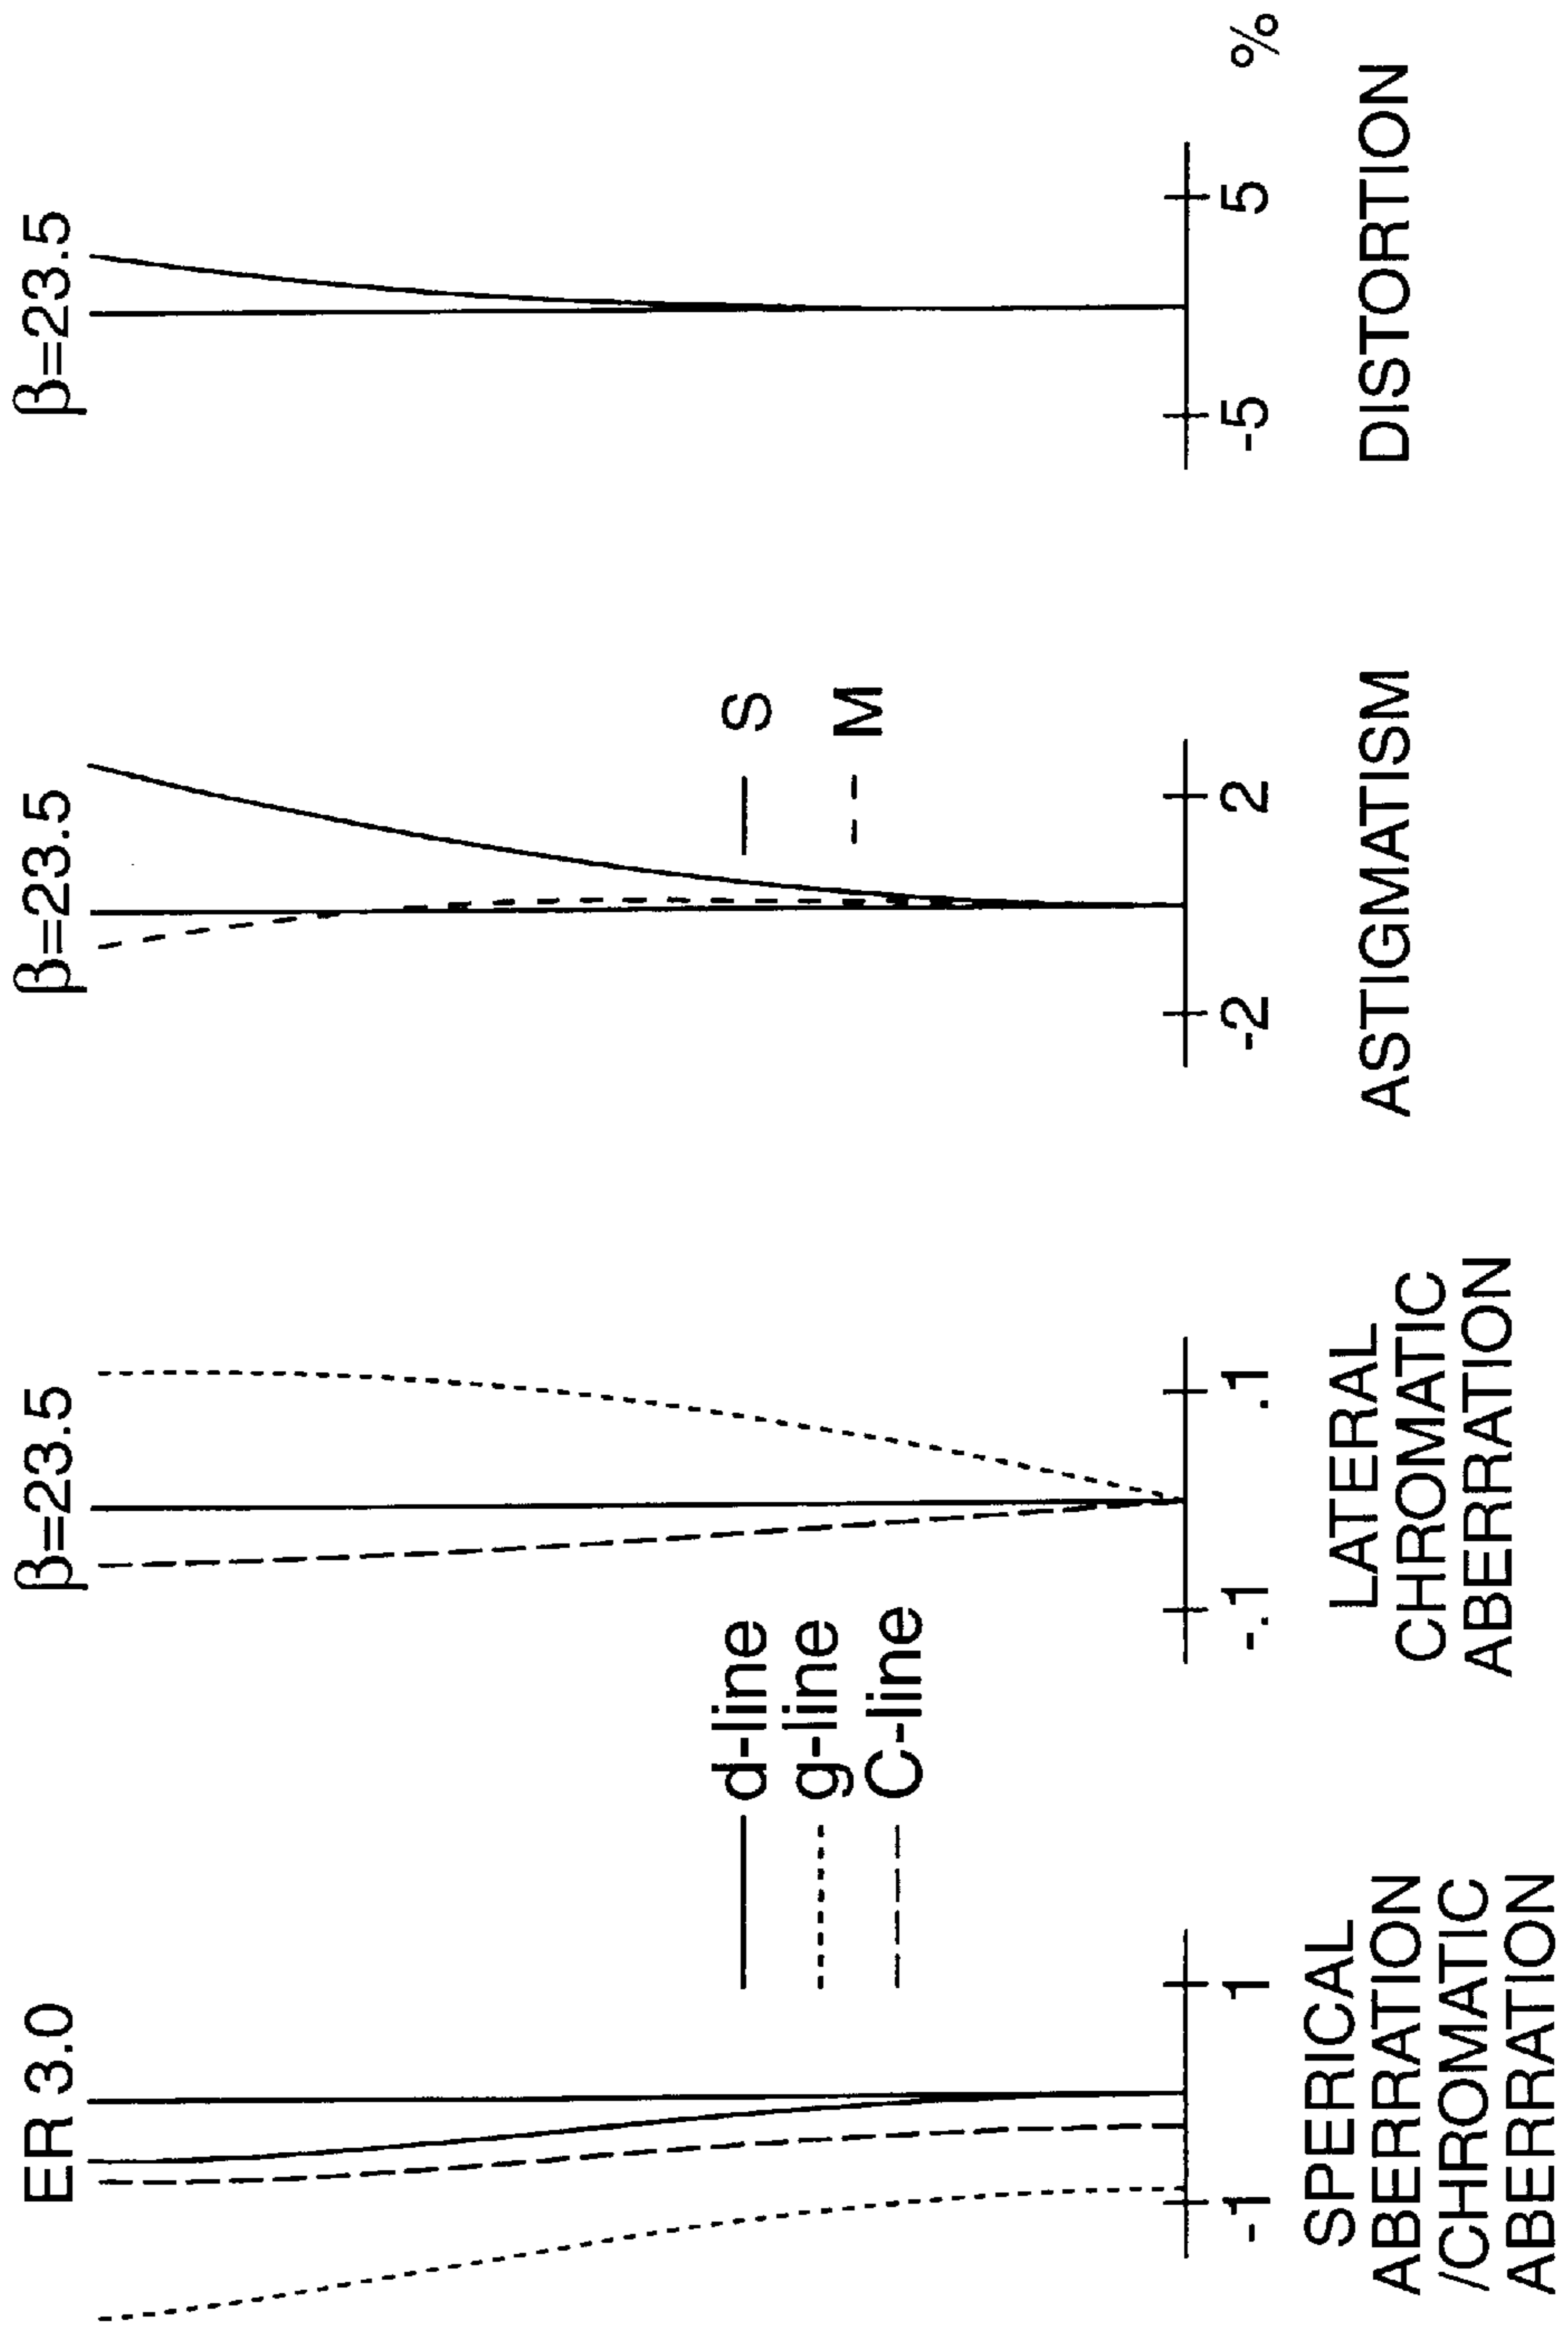 ER 3.0
-1
1
SPERICAL
ABERRATION
/CHROMATIC
ABERRATION
d-line
g-line
C-line
β=23.5
-.1
.1
LATERAL
CHROMATIC
ABERRATION
β=23.5
S
M
-2
2
ASTIGMATISM
β=23.5
-5
5
%
DISTORTION